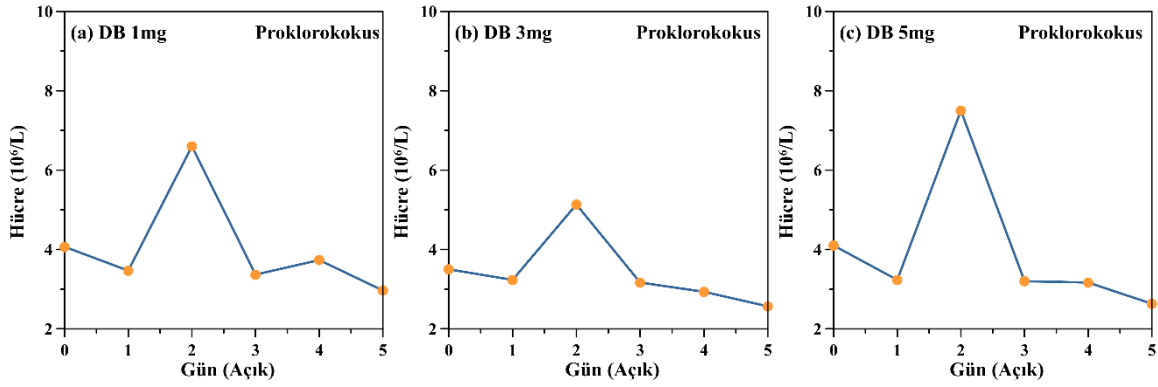 (a) DB 1mg Proklorokokus
10
8
6
4
2
Hücre (10⁶/L)
0 1 2 3 4 5
Gün (Açık)
(b) DB 3mg Proklorokokus
10
8
6
4
2
Hücre (10⁶/L)
0 1 2 3 4 5
Gün (Açık)
(c) DB 5mg Proklorokokus
10
8
6
4
2
Hücre (10⁶/L)
0 1 2 3 4 5
Gün (Açık)